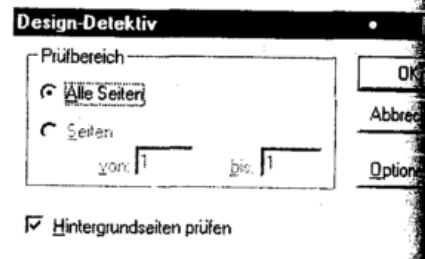 Design-Detektiv
Prüfbereich
Alle Seiten
Seiten
von: 1 bis: 1
Hintergrundseiten prüfen
OK